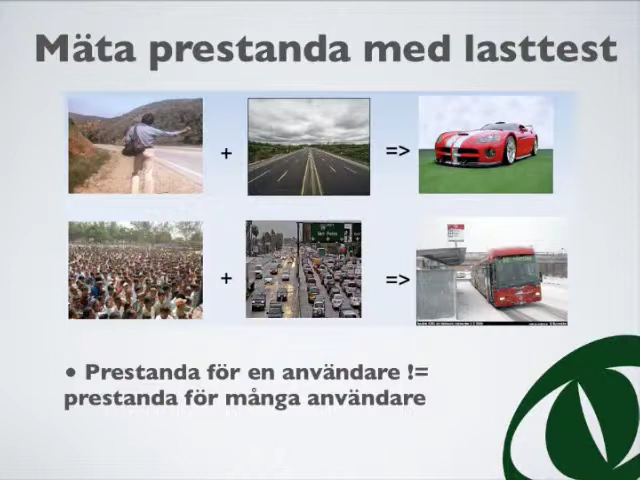 Mäta prestanda med lasttest
+ =>
+ =>
• Prestanda för en användare !=
prestanda för många användare